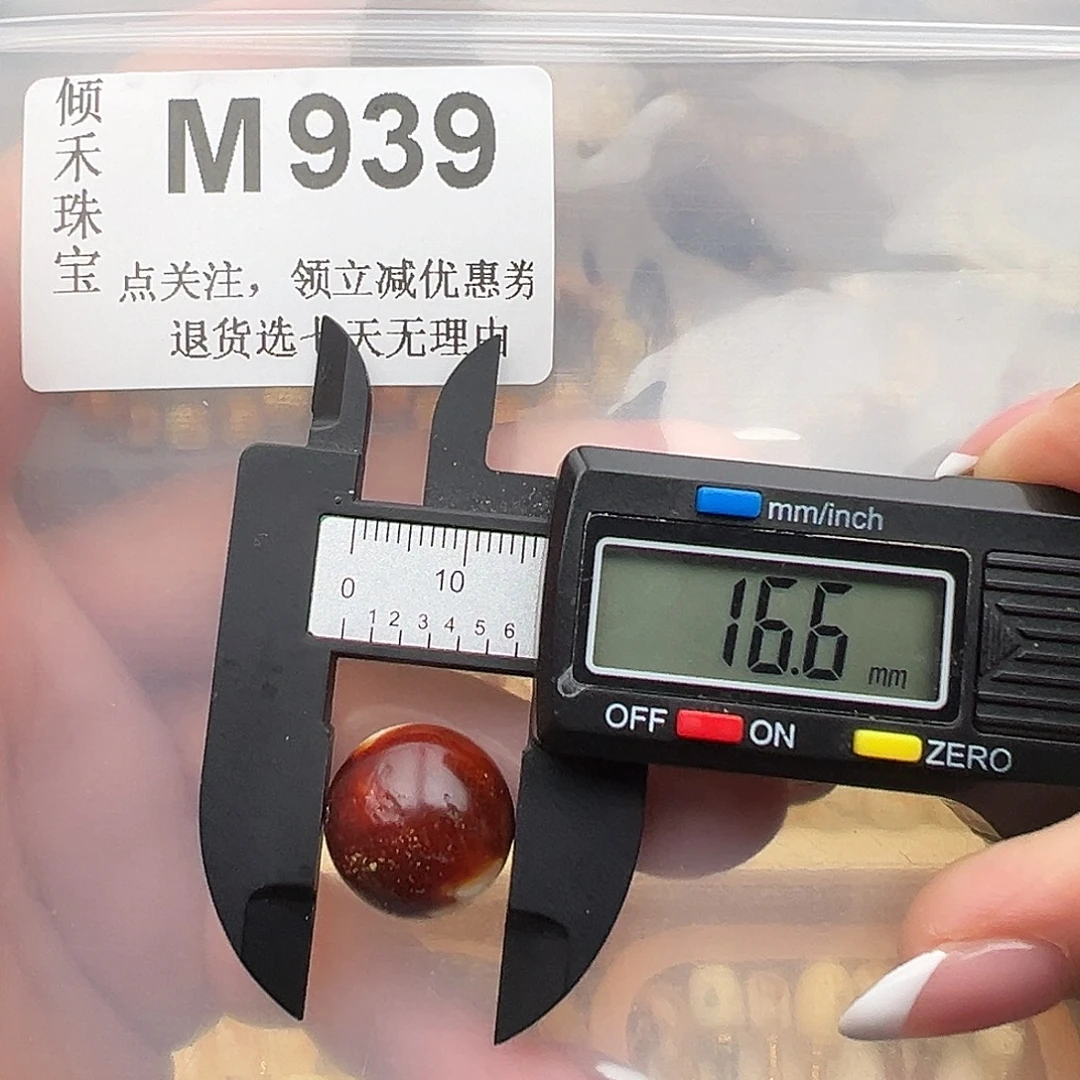 倾禾珠宝
M939
点关注，领立减优惠券
退货选七天无理由
mm/inch
0 10
1 2 3 4 5 6
16.6 mm
OFF ON ZERO